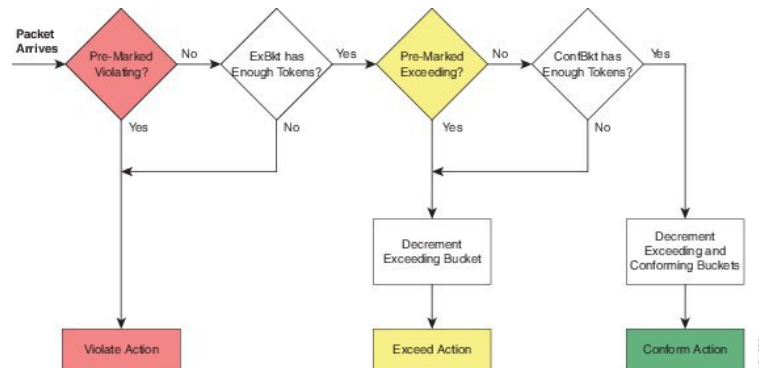 Packet
Arrives
Pre-Marked
Violating?
No
ExBkt has
Enough Tokens?
Yes
Pre-Marked
Exceeding?
No
ConfBkt has
Enough Tokens?
Yes
Yes
No
Yes
No
Decrement
Exceeding Bucket
Decrement
Exceeding and
Conforming Buckets
Violate Action
Exceed Action
Conform Action